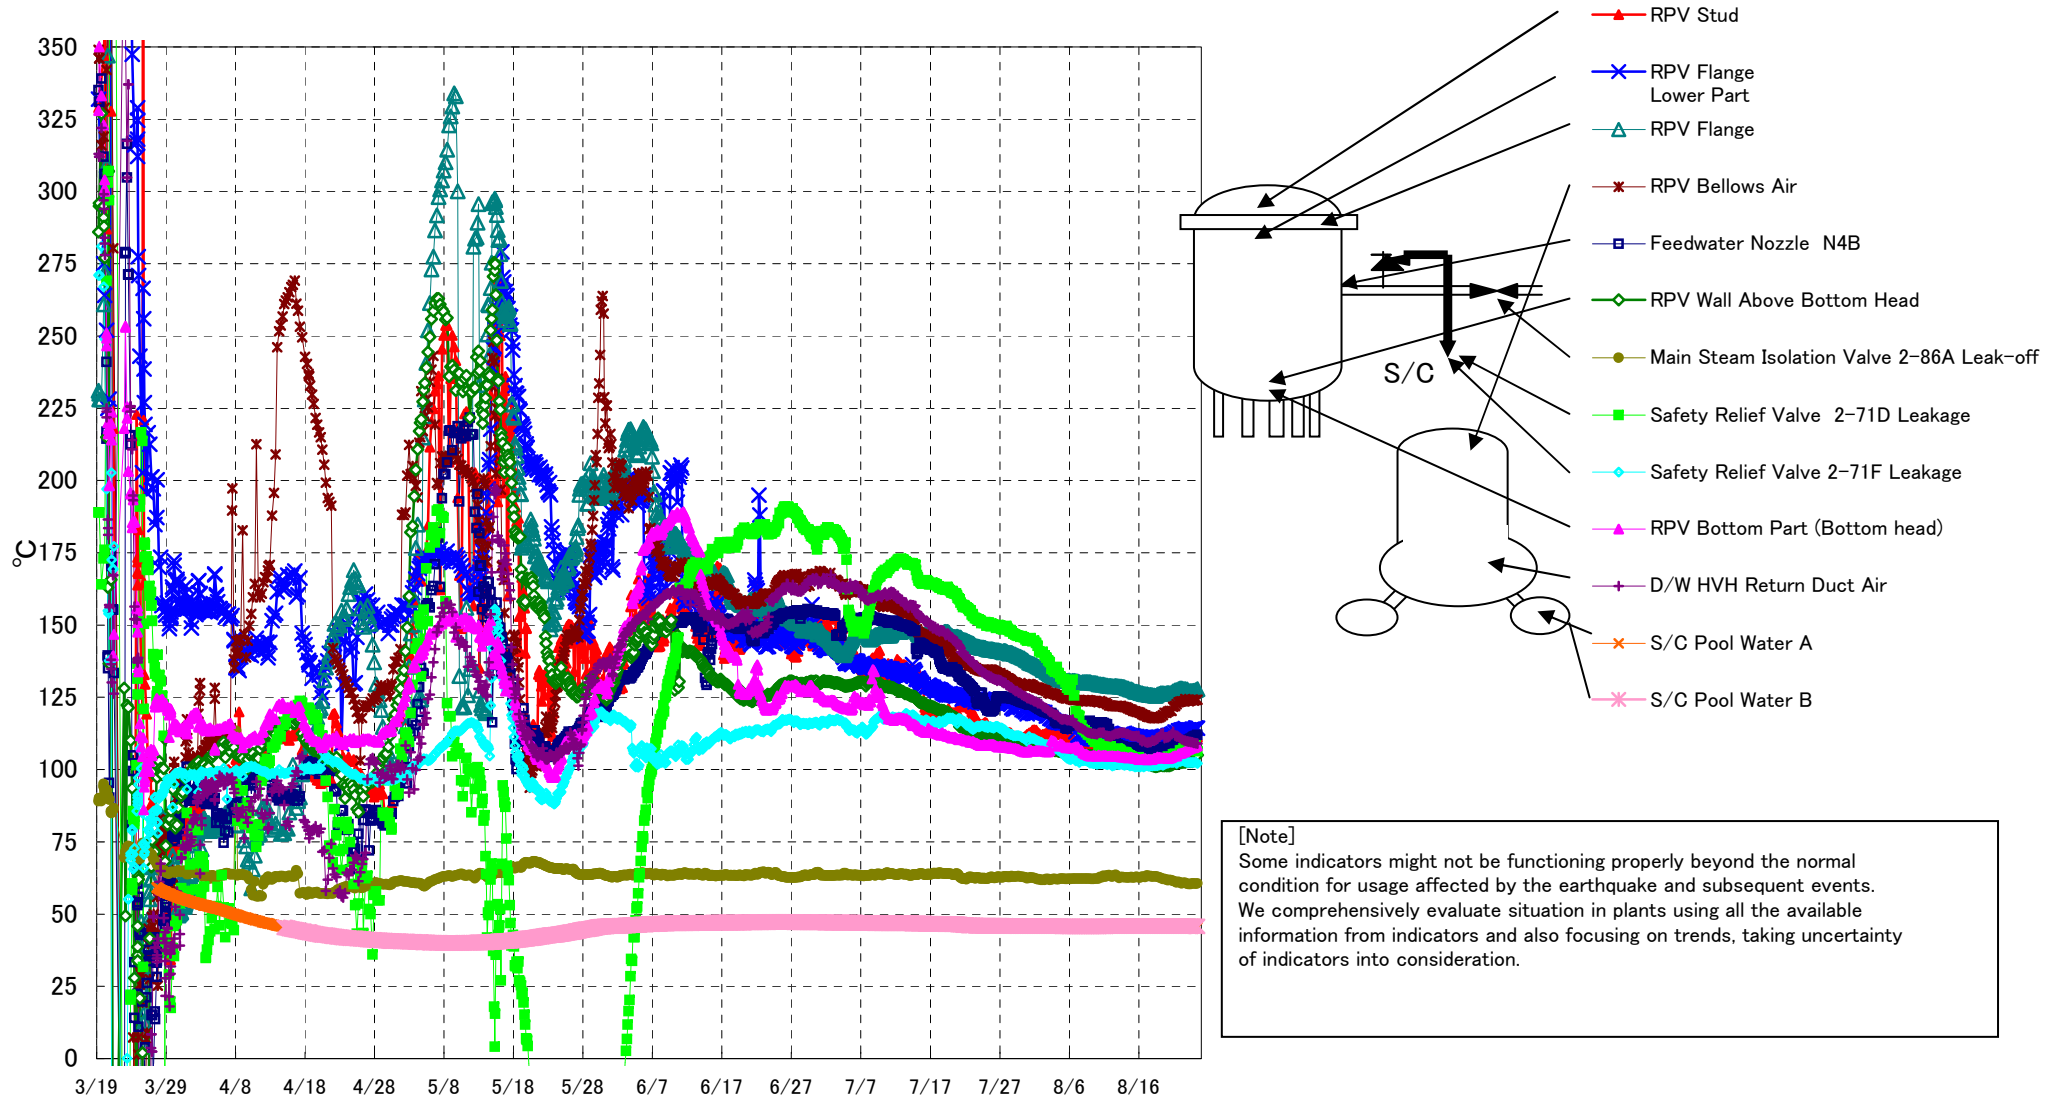 350
325
300
275
250
225
200
175
150
125
100
75
50
25
0
℃
3/19 3/29 4/8 4/18 4/28 5/8 5/18 5/28 6/7 6/17 6/27 7/7 7/17 7/27 8/6 8/16
RPV Stud
RPV Flange
Lower Part
RPV Flange
RPV Bellows Air
Feedwater Nozzle N4B
RPV Wall Above Bottom Head
Main Steam Isolation Valve 2-86A Leak-off
Safety Relief Valve 2-71D Leakage
Safety Relief Valve 2-71F Leakage
RPV Bottom Part (Bottom head)
D/W HVH Return Duct Air
S/C Pool Water A
S/C Pool Water B
S/C
[Note]
Some indicators might not be functioning properly beyond the normal
condition for usage affected by the earthquake and subsequent events.
We comprehensively evaluate situation in plants using all the available
information from indicators and also focusing on trends, taking uncertainty
of indicators into consideration.